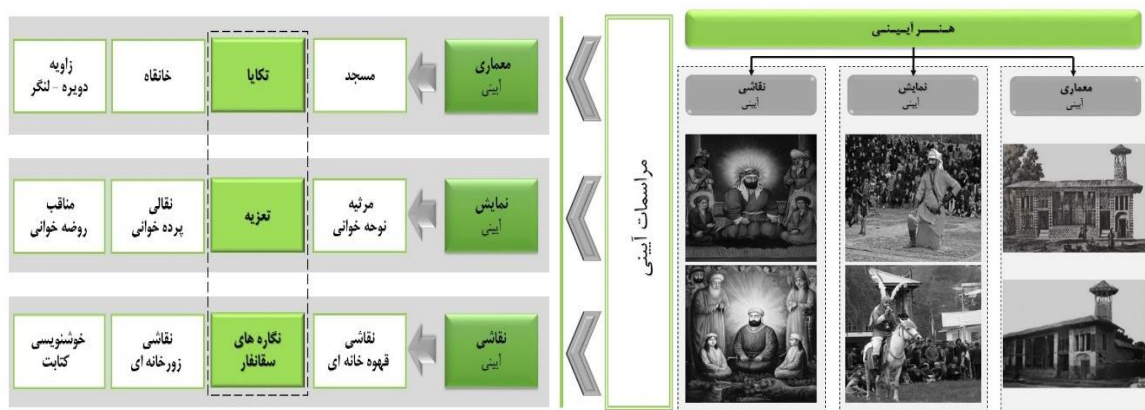 هنر آیینی
معماری
آیینی
نمایش
آیینی
نقاشی
آیینی
مراسمات آیینی
معماری
آیینی
مسجد
تکایا
خانقاه
زاویه
دویره - لنگر
نمایش
آیینی
مرثیه
نوحه خوانی
تعزیه
نقالی
پرده خوانی
مناقب
روضه خوانی
نقاشی
آیینی
نقاشی
قهوه خانه ای
نگاره های
سقانفار
نقاشی
زورخانه ای
خوشنویسی
کتابت